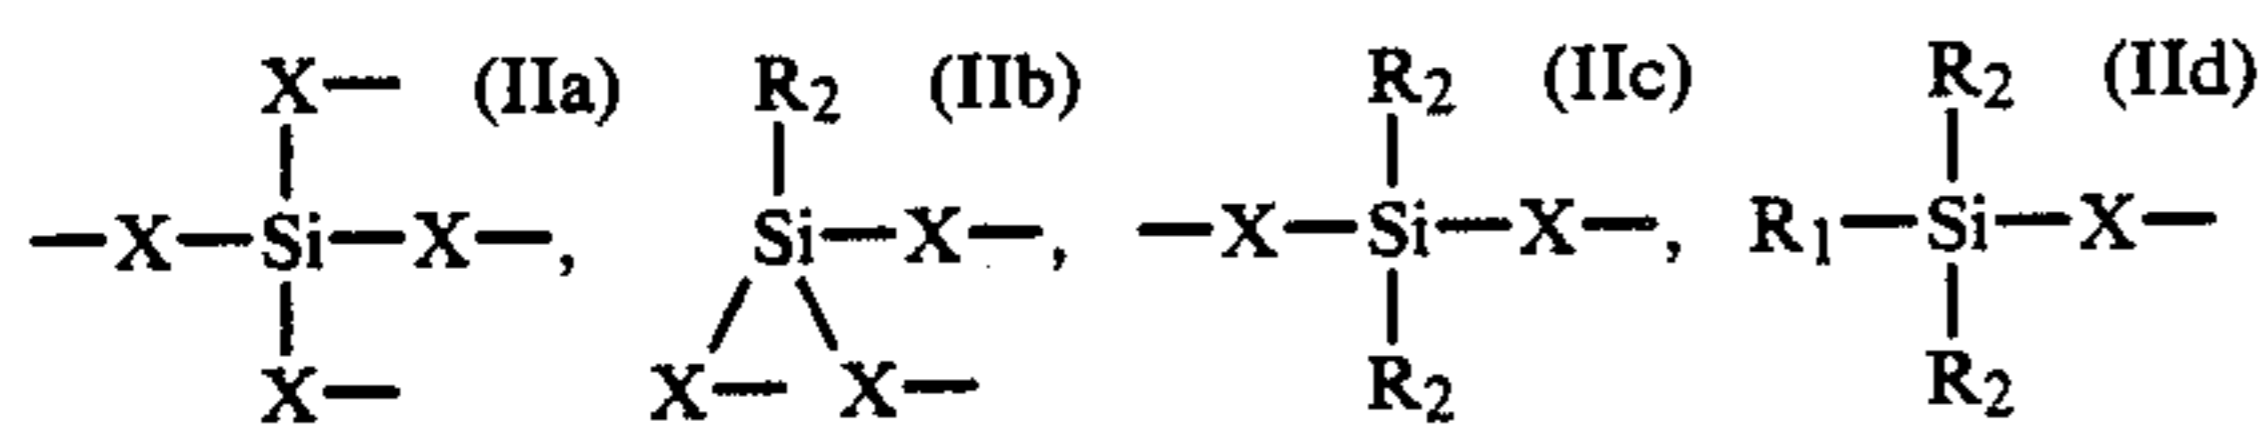 X— (IIa) R2 (IIb) R2 (IIc) R2 (IId)
—X—Si—X—, Si—X—, —X—Si—X—, R1—Si—X—
X— X— X— R2 R2